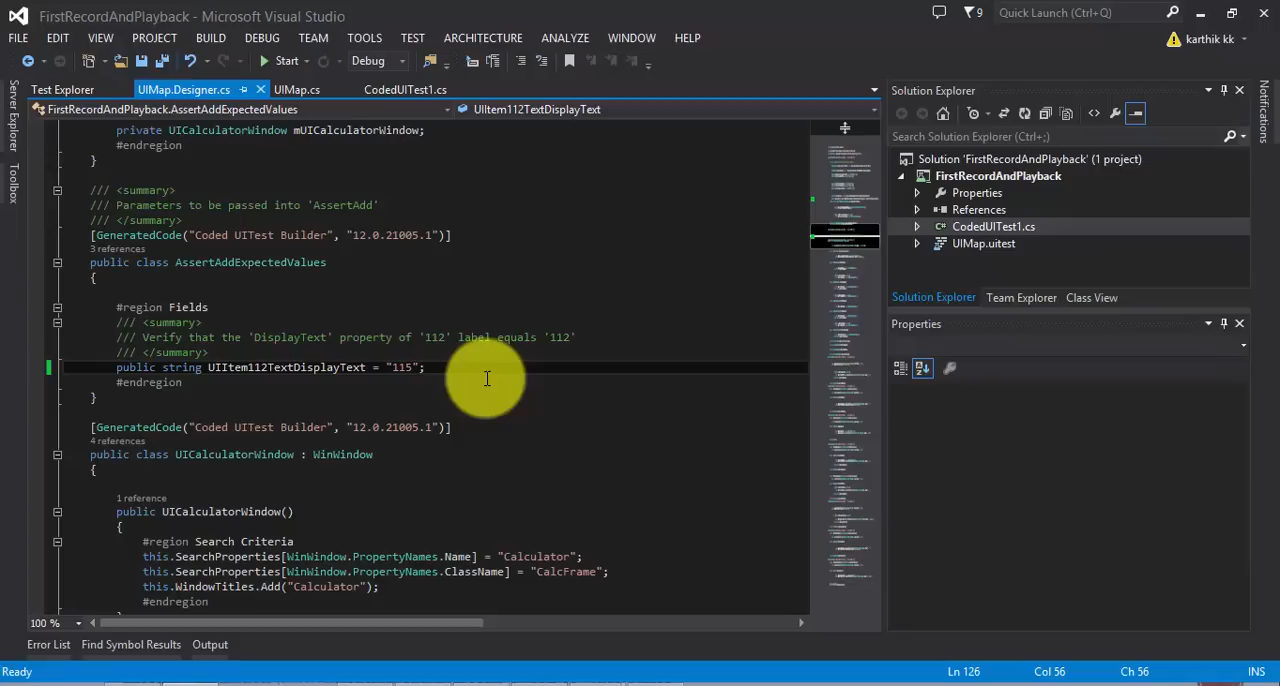 FirstRecordAndPlayback - Microsoft Visual Studio
9
Quick Launch (Ctrl+Q)
FILE EDIT VIEW PROJECT BUILD DEBUG TEAM TOOLS TEST ARCHITECTURE ANALYZE WINDOW HELP
karthik kk
Start Debug
Server Explorer
Toolbox
Test Explorer UIMap.Designer.cs UIMap.cs CodedUITest1.cs
FirstRecordAndPlayback.AssertAddExpectedValues UIItem112TextDisplayText
private UICalculatorWindow mUICalculatorWindow;
#endregion
}
/// <summary>
/// Parameters to be passed into 'AssertAdd'
/// </summary>
[GeneratedCode("Coded UITest Builder", "12.0.21005.1")]
3 references
public class AssertAddExpectedValues
{
#region Fields
/// <summary>
/// Verify that the 'DisplayText' property of '112' label equals '112'
/// </summary>
public string UIItem112TextDisplayText = "115";
#endregion
}
[GeneratedCode("Coded UITest Builder", "12.0.21005.1")]
4 references
public class UICalculatorWindow : WinWindow
{
1 reference
public UICalculatorWindow()
{
#region Search Criteria
this.SearchProperties[WinWindow.PropertyNames.Name] = "Calculator";
this.SearchProperties[WinWindow.PropertyNames.ClassName] = "CalcFrame";
this.WindowTitles.Add("Calculator");
#endregion
100 %
Solution Explorer
Search Solution Explorer (Ctrl+;)
Solution 'FirstRecordAndPlayback' (1 project)
FirstRecordAndPlayback
Properties
References
CodedUITest1.cs
UIMap.uitest
Solution Explorer Team Explorer Class View
Properties
Notifications
Error List Find Symbol Results Output
Ready Ln 126 Col 56 Ch 56 INS